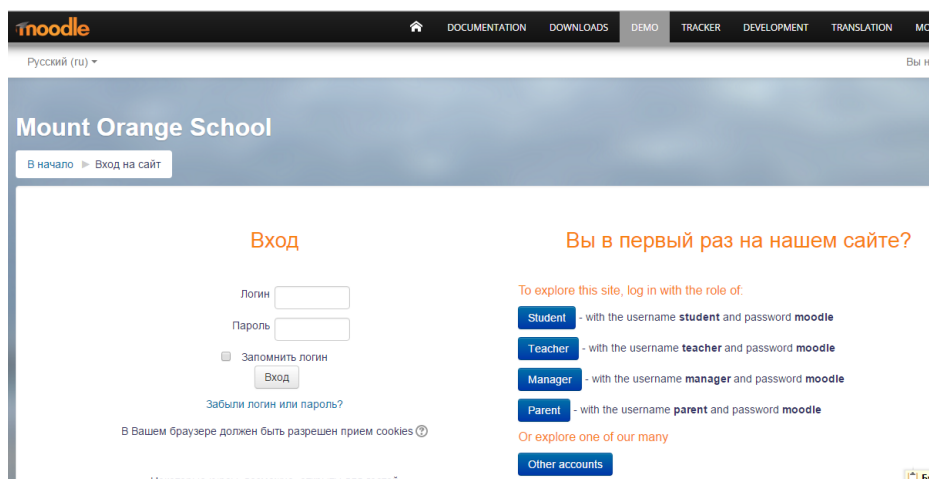 moodle
DOCUMENTATION DOWNLOADS DEMO TRACKER DEVELOPMENT TRANSLATION
Русский (ru)
Вы
Mount Orange School
В начало ► Вход на сайт
Вход
Логин
Пароль
Запомнить логин
Вход
Забыли логин или пароль?
В Вашем браузере должен быть разрешен прием cookies
Вы в первый раз на нашем сайте?
To explore this site, log in with the role of:
Student - with the username student and password moodle
Teacher - with the username teacher and password moodle
Manager - with the username manager and password moodle
Parent - with the username parent and password moodle
Or explore one of our many
Other accounts